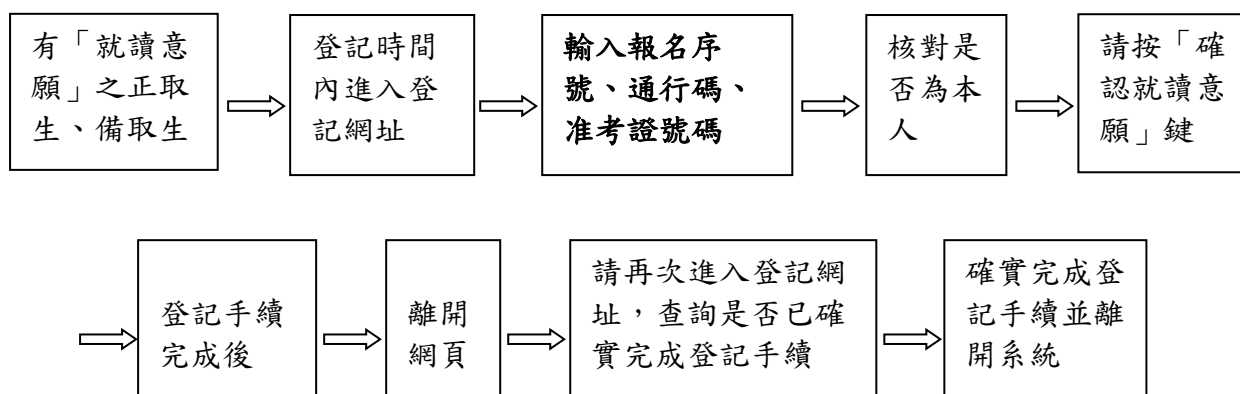 有「就讀意
願」之正取
生、備取生
登記時間
內進入登
記網址
輸入報名序
號、通行碼、
准考證號碼
核對是
否為本
人
請按「確
認就讀意
願」鍵
登記手續
完成後
離開
網頁
請再次進入登記網
址，查詢是否已確
實完成登記手續
確實完成登
記手續並離
開系統